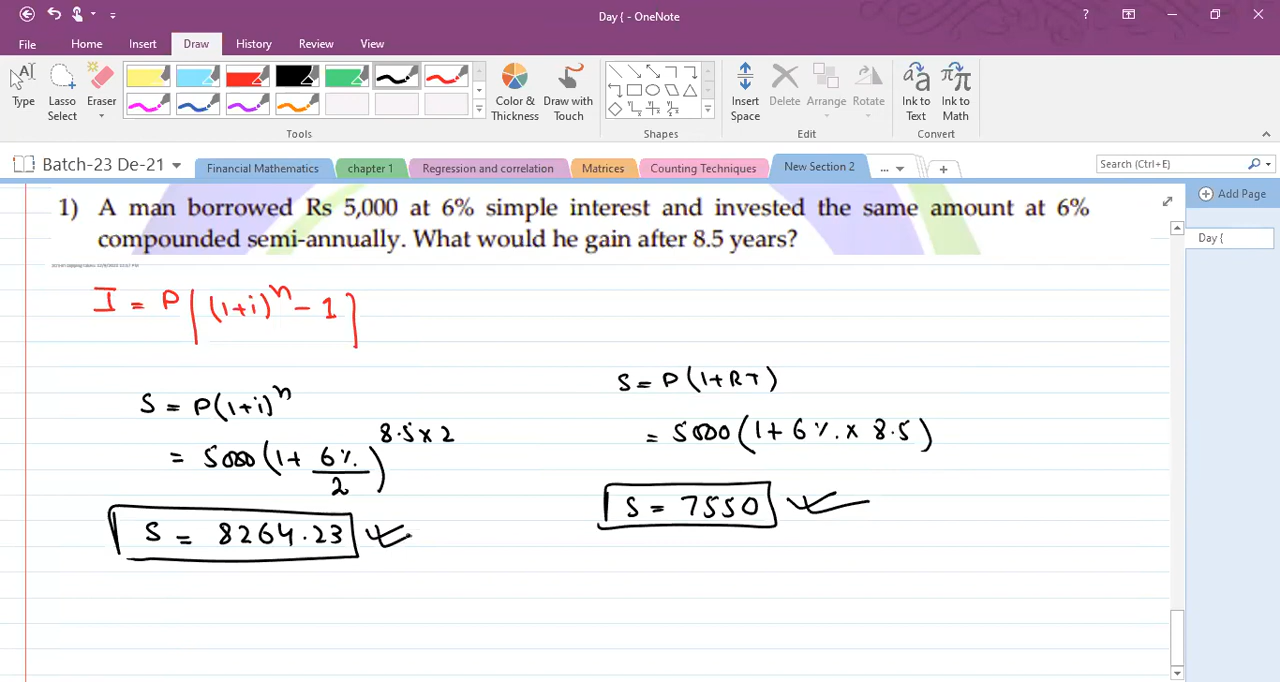 Day { - OneNote
?
File Home Insert Draw History Review View
Type
Lasso Select
Eraser
Color & Thickness
Draw with Touch
Insert Space
Delete
Arrange
Rotate
Ink to Text
Ink to Math
Tools
Shapes
Edit
Convert
Batch-23 De-21
Financial Mathematics
chapter 1
Regression and correlation
Matrices
Counting Techniques
New Section 2
...
Search (Ctrl+E)
Add Page
Day {
1) A man borrowed Rs 5,000 at 6% simple interest and invested the same amount at 6%
compounded semi-annually. What would he gain after 8.5 years?
I = P[(1+i)^n - 1]
S = P(1+i)^n
= 5000(1 + 6%/2)^8.5×2
S = 8264.23
S = P(1+RT)
= 5000(1+ 6% × 8.5)
S = 7550